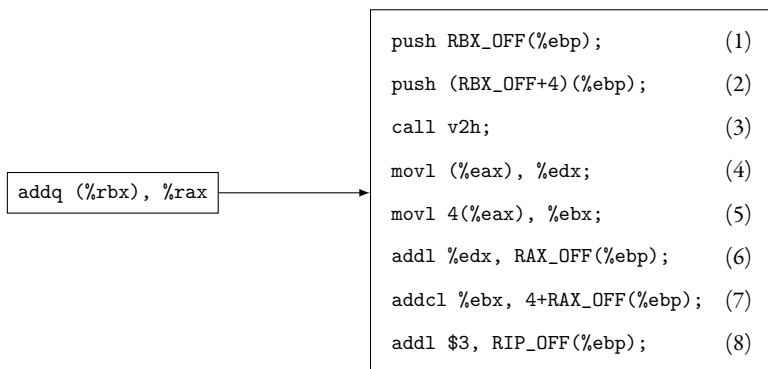 addq (%rbx), %rax
push RBX_OFF(%ebp); (1)
push (RBX_OFF+4)(%ebp); (2)
call v2h; (3)
movl (%eax), %edx; (4)
movl 4(%eax), %ebx; (5)
addl %edx, RAX_OFF(%ebp); (6)
addcl %ebx, 4+RAX_OFF(%ebp); (7)
addl $3, RIP_OFF(%ebp); (8)